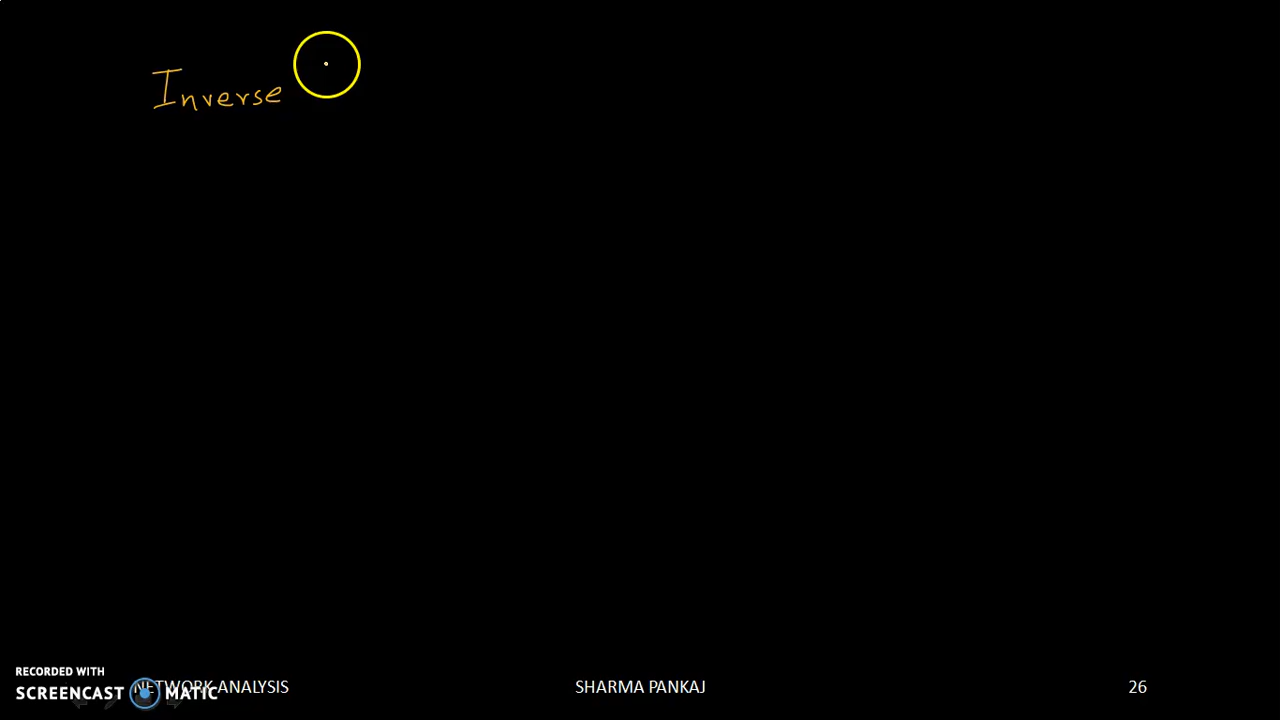 Inverse
RECORDED WITH
SCREENCAST MATIC
NETWORK ANALYSIS
SHARMA PANKAJ
26